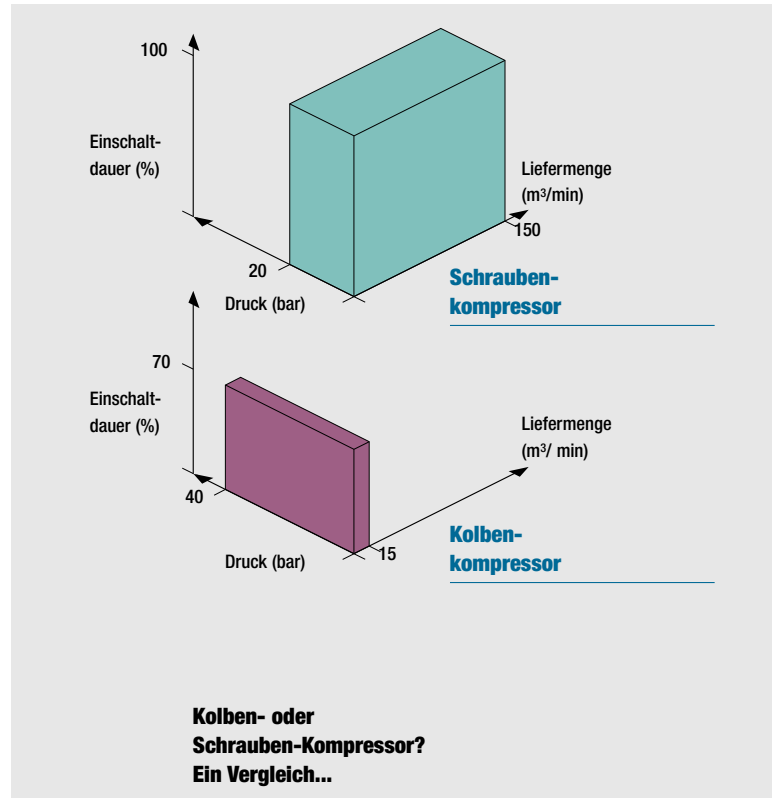 100
Einschalt-
dauer (%)
Liefermenge
(m³/min)
150
20
Druck (bar)
Schrauben-
kompressor
70
Einschalt-
dauer (%)
Liefermenge
(m³/ min)
40
15
Druck (bar)
Kolben-
kompressor
Kolben- oder
Schrauben-Kompressor?
Ein Vergleich...